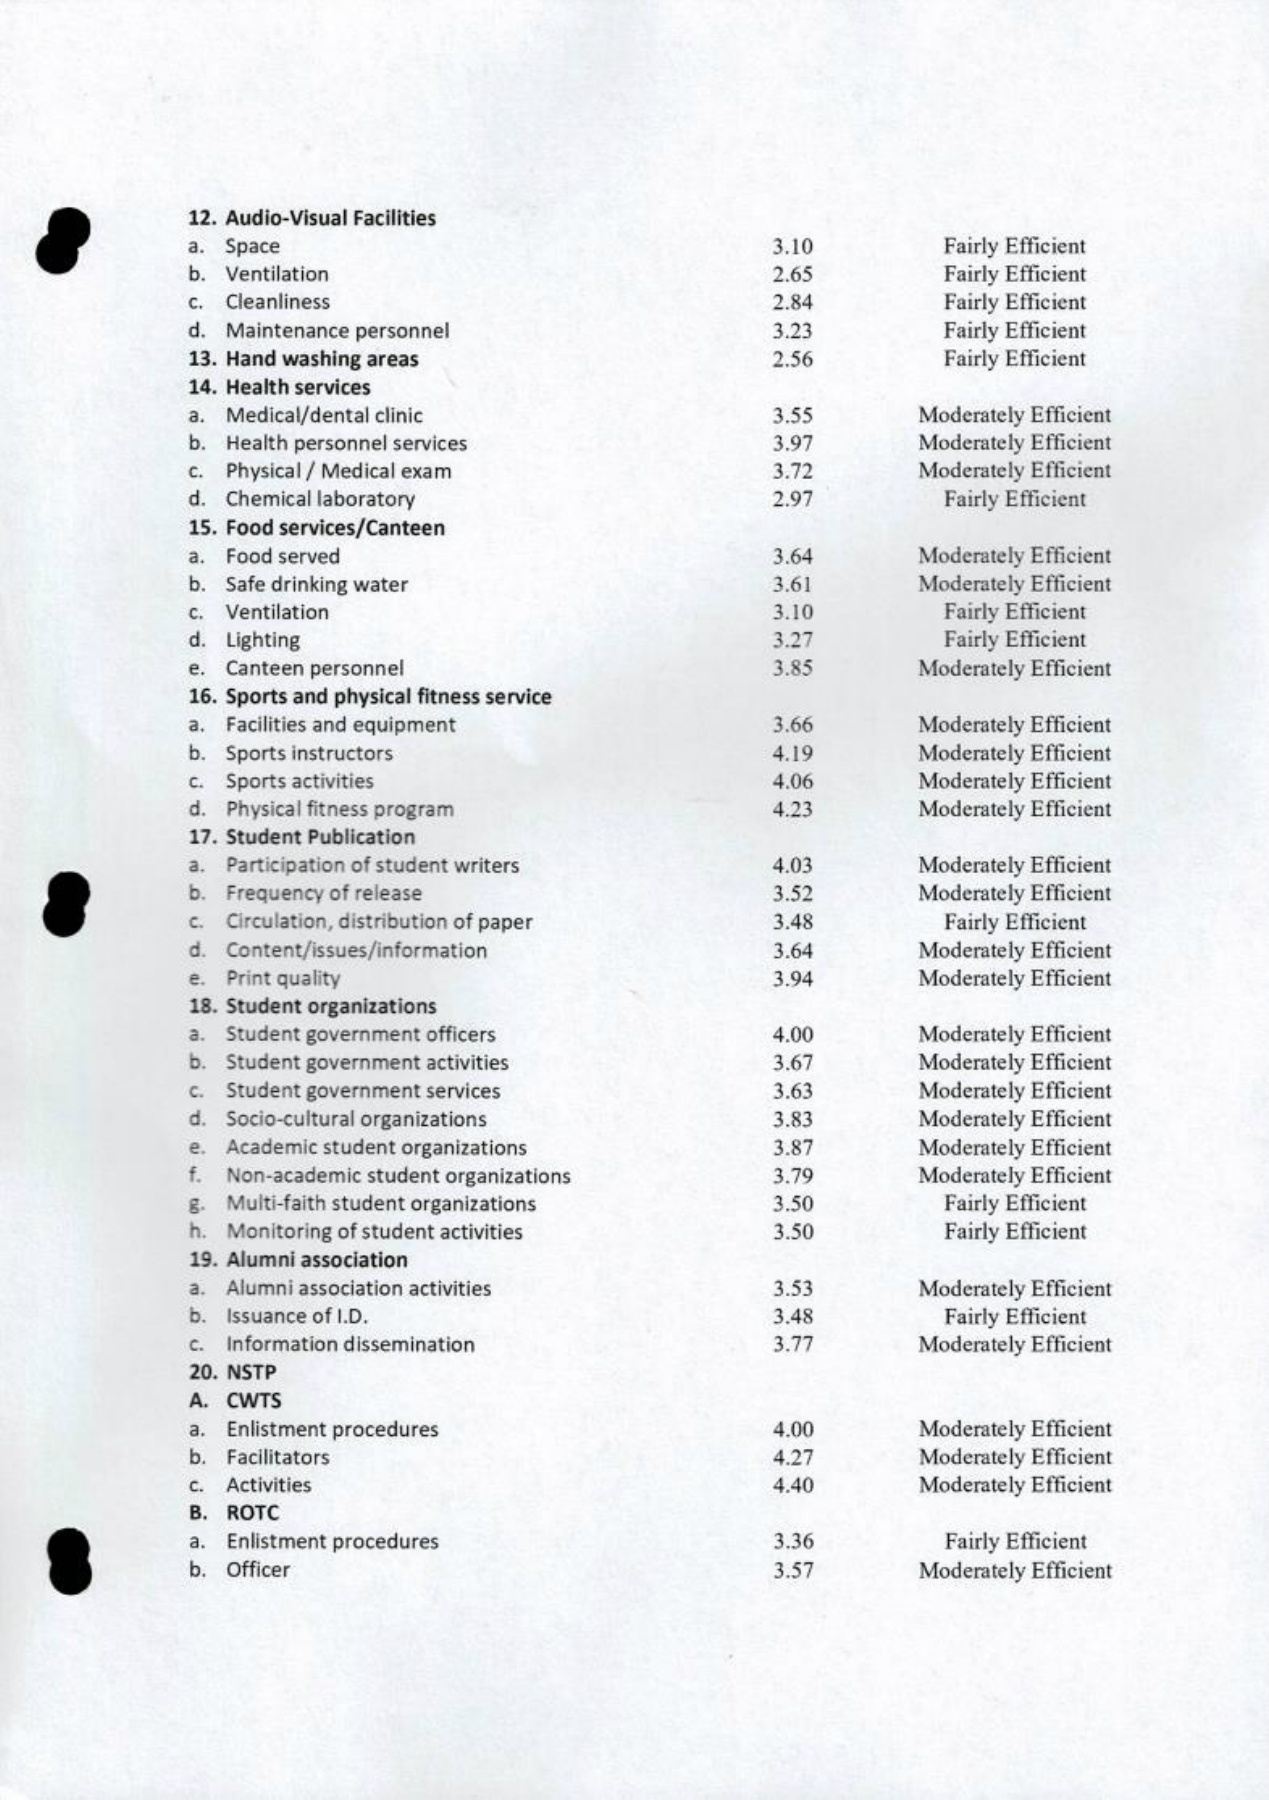 12. Audio-Visual Facilities
a. Space 3.10 Fairly Efficient
b. Ventilation 2.65 Fairly Efficient
c. Cleanliness 2.84 Fairly Efficient
d. Maintenance personnel 3.23 Fairly Efficient
13. Hand washing areas 2.56 Fairly Efficient
14. Health services
a. Medical/dental clinic 3.55 Moderately Efficient
b. Health personnel services 3.97 Moderately Efficient
c. Physical / Medical exam 3.72 Moderately Efficient
d. Chemical laboratory 2.97 Fairly Efficient
15. Food services/Canteen
a. Food served 3.64 Moderately Efficient
b. Safe drinking water 3.61 Moderately Efficient
c. Ventilation 3.10 Fairly Efficient
d. Lighting 3.27 Fairly Efficient
e. Canteen personnel 3.85 Moderately Efficient
16. Sports and physical fitness service
a. Facilities and equipment 3.66 Moderately Efficient
b. Sports instructors 4.19 Moderately Efficient
c. Sports activities 4.06 Moderately Efficient
d. Physical fitness program 4.23 Moderately Efficient
17. Student Publication
a. Participation of student writers 4.03 Moderately Efficient
b. Frequency of release 3.52 Moderately Efficient
c. Circulation, distribution of paper 3.48 Fairly Efficient
d. Content/issues/information 3.64 Moderately Efficient
e. Print quality 3.94 Moderately Efficient
18. Student organizations
a. Student government officers 4.00 Moderately Efficient
b. Student government activities 3.67 Moderately Efficient
c. Student government services 3.63 Moderately Efficient
d. Socio-cultural organizations 3.83 Moderately Efficient
e. Academic student organizations 3.87 Moderately Efficient
f. Non-academic student organizations 3.79 Moderately Efficient
g. Multi-faith student organizations 3.50 Fairly Efficient
h. Monitoring of student activities 3.50 Fairly Efficient
19. Alumni association
a. Alumni association activities 3.53 Moderately Efficient
b. Issuance of I.D. 3.48 Fairly Efficient
c. Information dissemination 3.77 Moderately Efficient
20. NSTP
A. CWTS
a. Enlistment procedures 4.00 Moderately Efficient
b. Facilitators 4.27 Moderately Efficient
c. Activities 4.40 Moderately Efficient
B. ROTC
a. Enlistment procedures 3.36 Fairly Efficient
b. Officer 3.57 Moderately Efficient